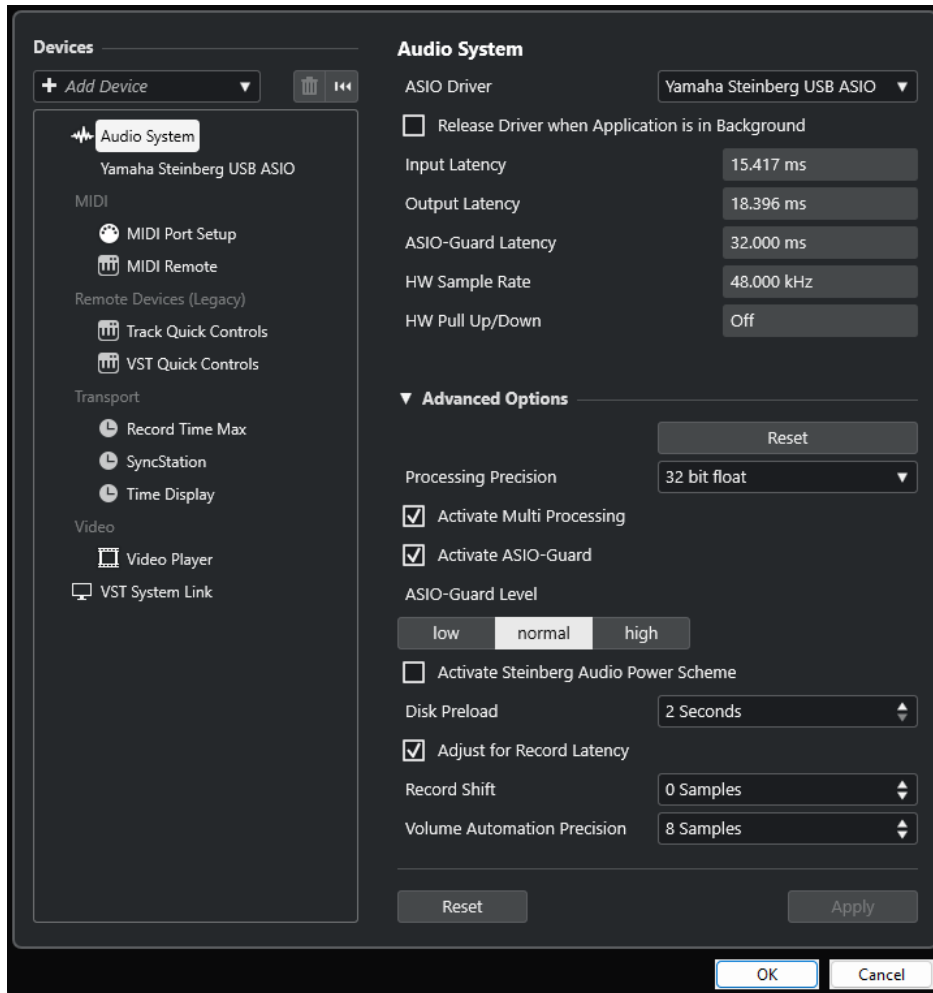 Devices
Add Device
Audio System
Yamaha Steinberg USB ASIO
MIDI
MIDI Port Setup
MIDI Remote
Remote Devices (Legacy)
Track Quick Controls
VST Quick Controls
Transport
Record Time Max
SyncStation
Time Display
Video
Video Player
VST System Link
Audio System
ASIO Driver Yamaha Steinberg USB ASIO
Release Driver when Application is in Background
Input Latency 15.417 ms
Output Latency 18.396 ms
ASIO-Guard Latency 32.000 ms
HW Sample Rate 48.000 kHz
HW Pull Up/Down Off
Advanced Options
Reset
Processing Precision 32 bit float
Activate Multi Processing
Activate ASIO-Guard
ASIO-Guard Level
low normal high
Activate Steinberg Audio Power Scheme
Disk Preload 2 Seconds
Adjust for Record Latency
Record Shift 0 Samples
Volume Automation Precision 8 Samples
Reset Apply
OK Cancel